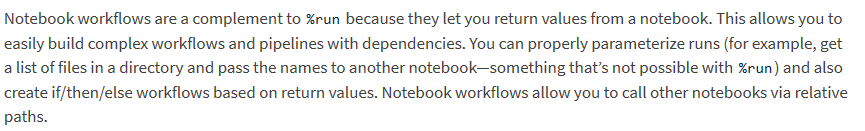 Notebook workflows are a complement to %run because they let you return values from a notebook. This allows you to
easily build complex workflows and pipelines with dependencies. You can properly parameterize runs (for example, get
a list of files in a directory and pass the names to another notebook—something that’s not possible with %run) and also
create if/then/else workflows based on return values. Notebook workflows allow you to call other notebooks via relative
paths.